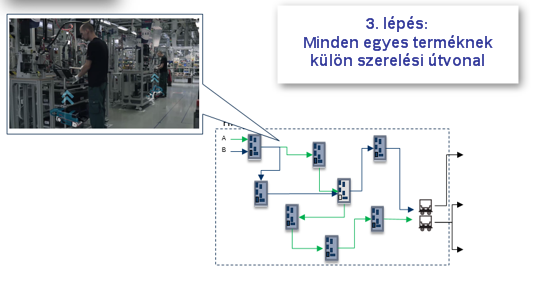 3. lépés:
Minden egyes terméknek
külön szerelési útvonal
A
B